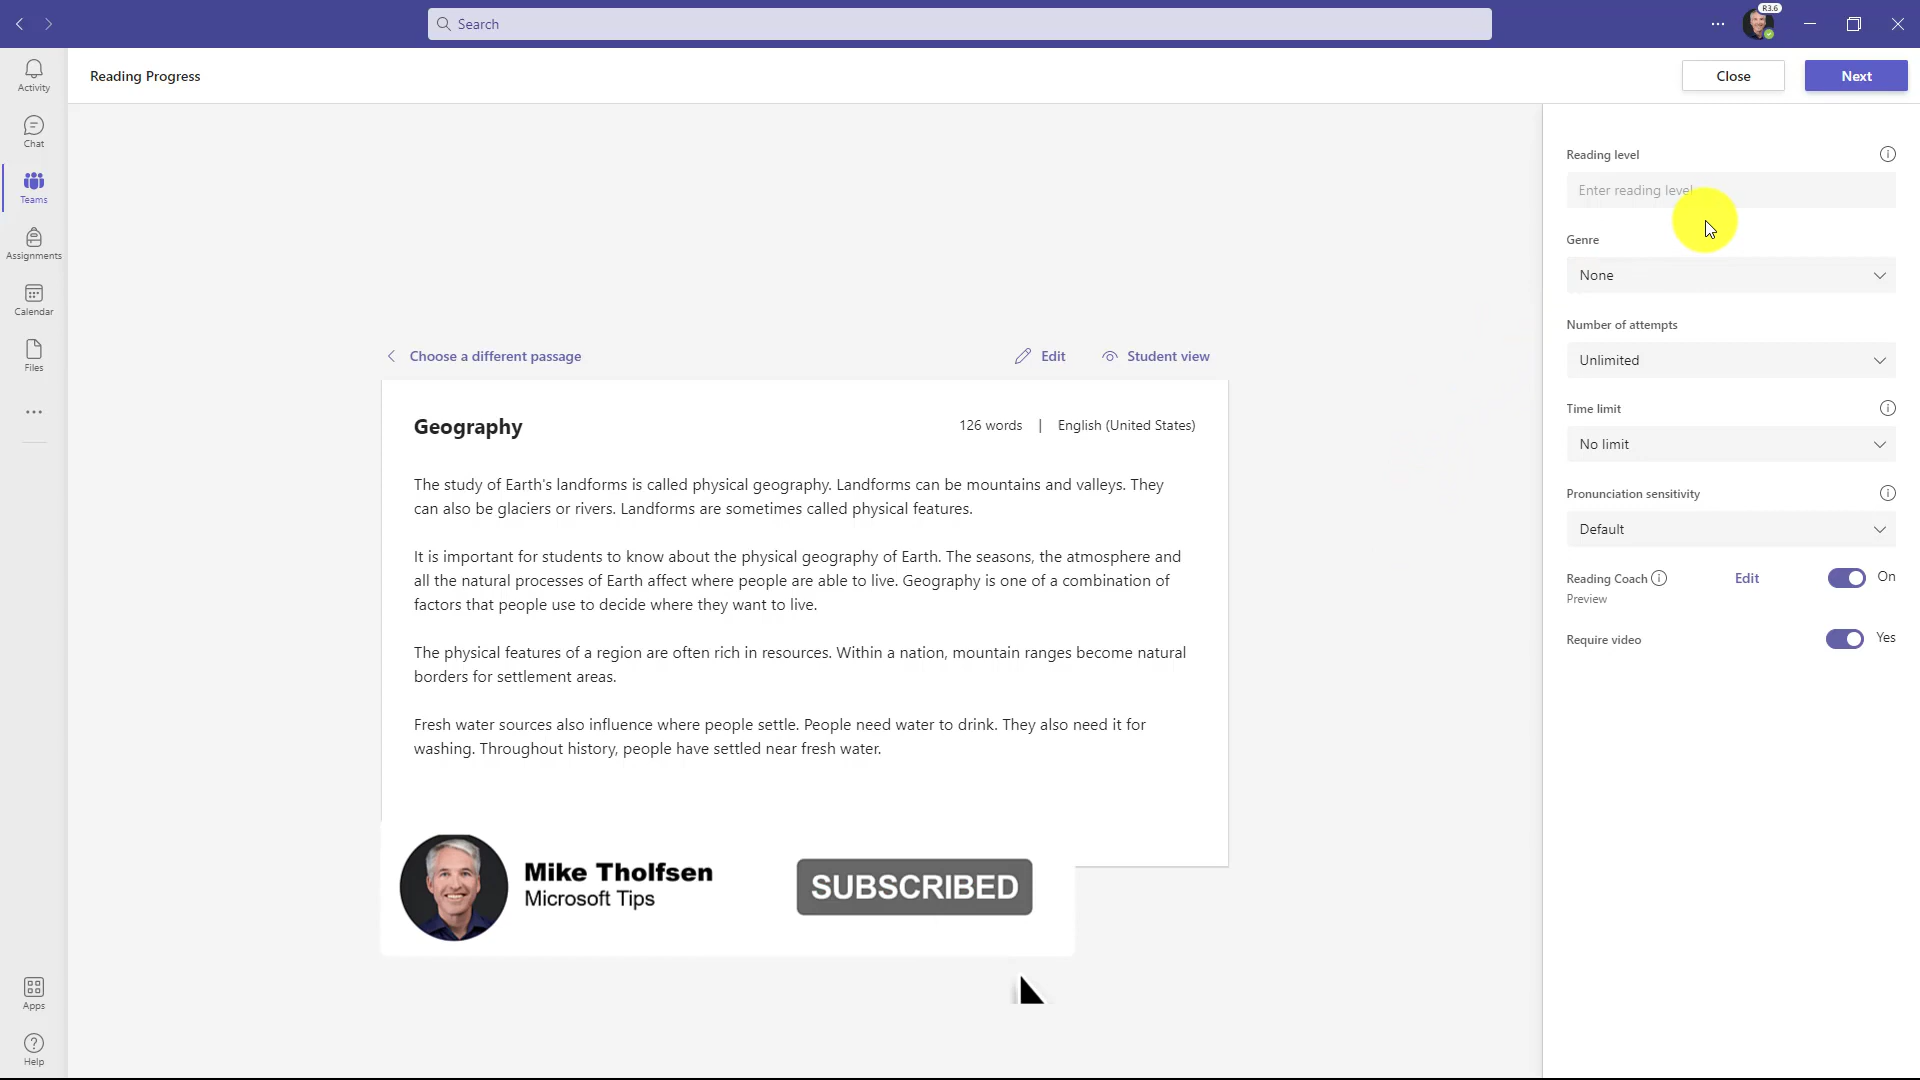 Search
R3.6
Activity
Chat
Teams
Assignments
Calendar
Files
Apps
Help
Reading Progress
Close
Next
Choose a different passage
Edit
Student view
Geography
126 words | English (United States)
The study of Earth's landforms is called physical geography. Landforms can be mountains and valleys. They
can also be glaciers or rivers. Landforms are sometimes called physical features.
It is important for students to know about the physical geography of Earth. The seasons, the atmosphere and
all the natural processes of Earth affect where people are able to live. Geography is one of a combination of
factors that people use to decide where they want to live.
The physical features of a region are often rich in resources. Within a nation, mountain ranges become natural
borders for settlement areas.
Fresh water sources also influence where people settle. People need water to drink. They also need it for
washing. Throughout history, people have settled near fresh water.
Mike Tholfsen
Microsoft Tips
SUBSCRIBED
Reading level
Enter reading level
Genre
None
Number of attempts
Unlimited
Time limit
No limit
Pronunciation sensitivity
Default
Reading Coach Edit On
Preview
Require video Yes